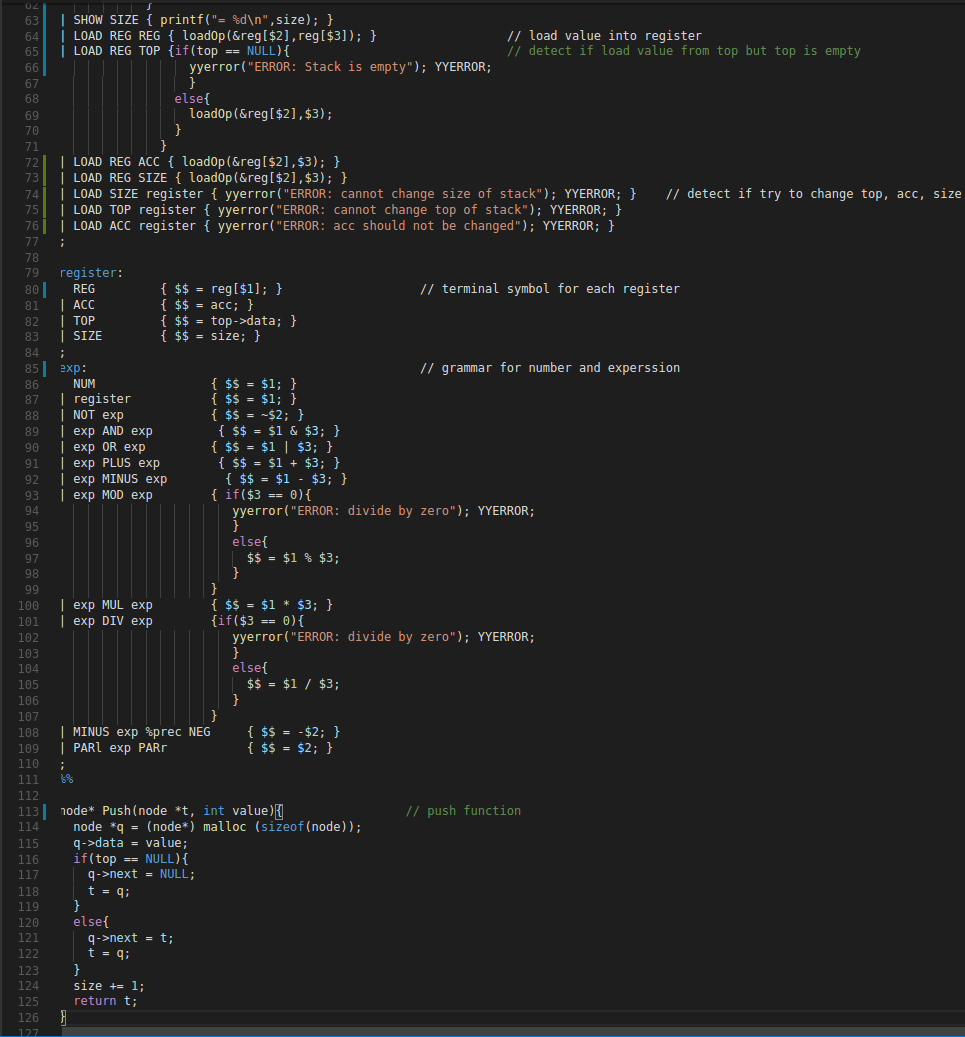 62 }
63 | SHOW SIZE { printf("= %d\n",size); }
64 | LOAD REG REG { loadOp(&reg[$2],reg[$3]); } // load value into register
65 | LOAD REG TOP {if(top == NULL){ // detect if load value from top but top is empty
66 yyerror("ERROR: Stack is empty"); YYERROR;
67 }
68 else{
69 loadOp(&reg[$2],$3);
70 }
71 }
72 | LOAD REG ACC { loadOp(&reg[$2],$3); }
73 | LOAD REG SIZE { loadOp(&reg[$2],$3); }
74 | LOAD SIZE register { yyerror("ERROR: cannot change size of stack"); YYERROR; } // detect if try to change top, acc, size
75 | LOAD TOP register { yyerror("ERROR: cannot change top of stack"); YYERROR; }
76 | LOAD ACC register { yyerror("ERROR: acc should not be changed"); YYERROR; }
77 ;
78
79 register:
80 REG { $$ = reg[$1]; } // terminal symbol for each register
81 | ACC { $$ = acc; }
82 | TOP { $$ = top->data; }
83 | SIZE { $$ = size; }
84 ;
85 exp: // grammar for number and experssion
86 NUM { $$ = $1; }
87 | register { $$ = $1; }
88 | NOT exp { $$ = ~$2; }
89 | exp AND exp { $$ = $1 & $3; }
90 | exp OR exp { $$ = $1 | $3; }
91 | exp PLUS exp { $$ = $1 + $3; }
92 | exp MINUS exp { $$ = $1 - $3; }
93 | exp MOD exp { if($3 == 0){
94 yyerror("ERROR: divide by zero"); YYERROR;
95 }
96 else{
97 $$ = $1 % $3;
98 }
99 }
100 | exp MUL exp { $$ = $1 * $3; }
101 | exp DIV exp {if($3 == 0){
102 yyerror("ERROR: divide by zero"); YYERROR;
103 }
104 else{
105 $$ = $1 / $3;
106 }
107 }
108 | MINUS exp %prec NEG { $$ = -$2; }
109 | PARl exp PARr { $$ = $2; }
110 ;
111 %%
112
113 node* Push(node *t, int value){ // push function
114 node *q = (node*) malloc (sizeof(node));
115 q->data = value;
116 if(top == NULL){
117 q->next = NULL;
118 t = q;
119 }
120 else{
121 q->next = t;
122 t = q;
123 }
124 size += 1;
125 return t;
126 }
127